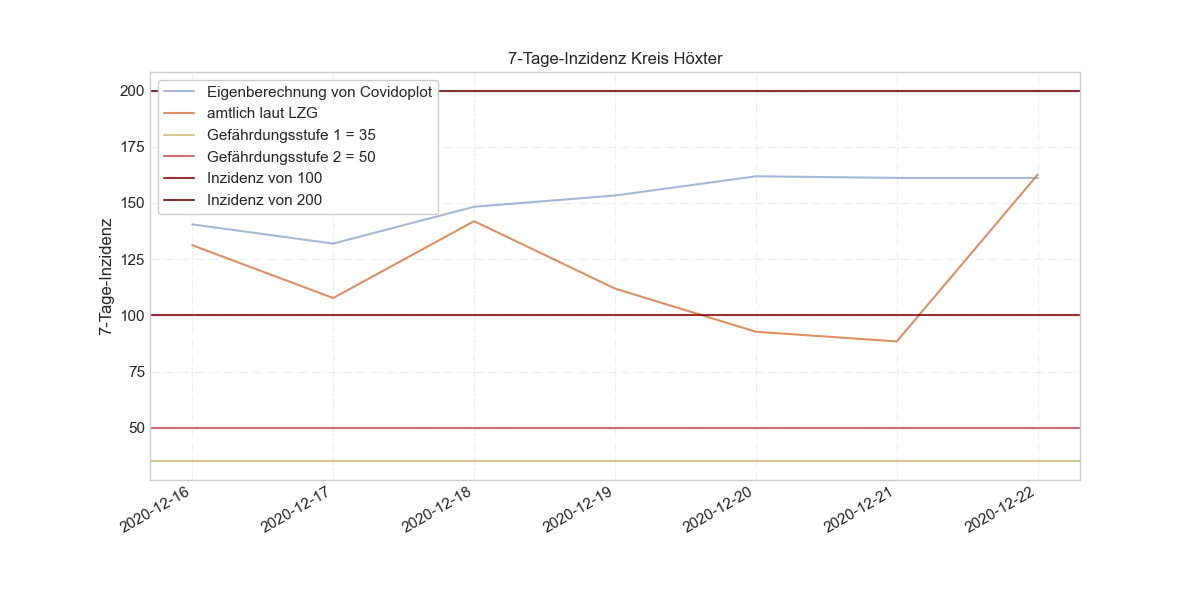 7-Tage-Inzidenz Kreis Höxter
Eigenberechnung von Covidoplot
amtlich laut LZG
Gefährdungsstufe 1 = 35
Gefährdungsstufe 2 = 50
Inzidenz von 100
Inzidenz von 200
7-Tage-Inzidenz
200
175
150
125
100
75
50
2020-12-16
2020-12-17
2020-12-18
2020-12-19
2020-12-20
2020-12-21
2020-12-22